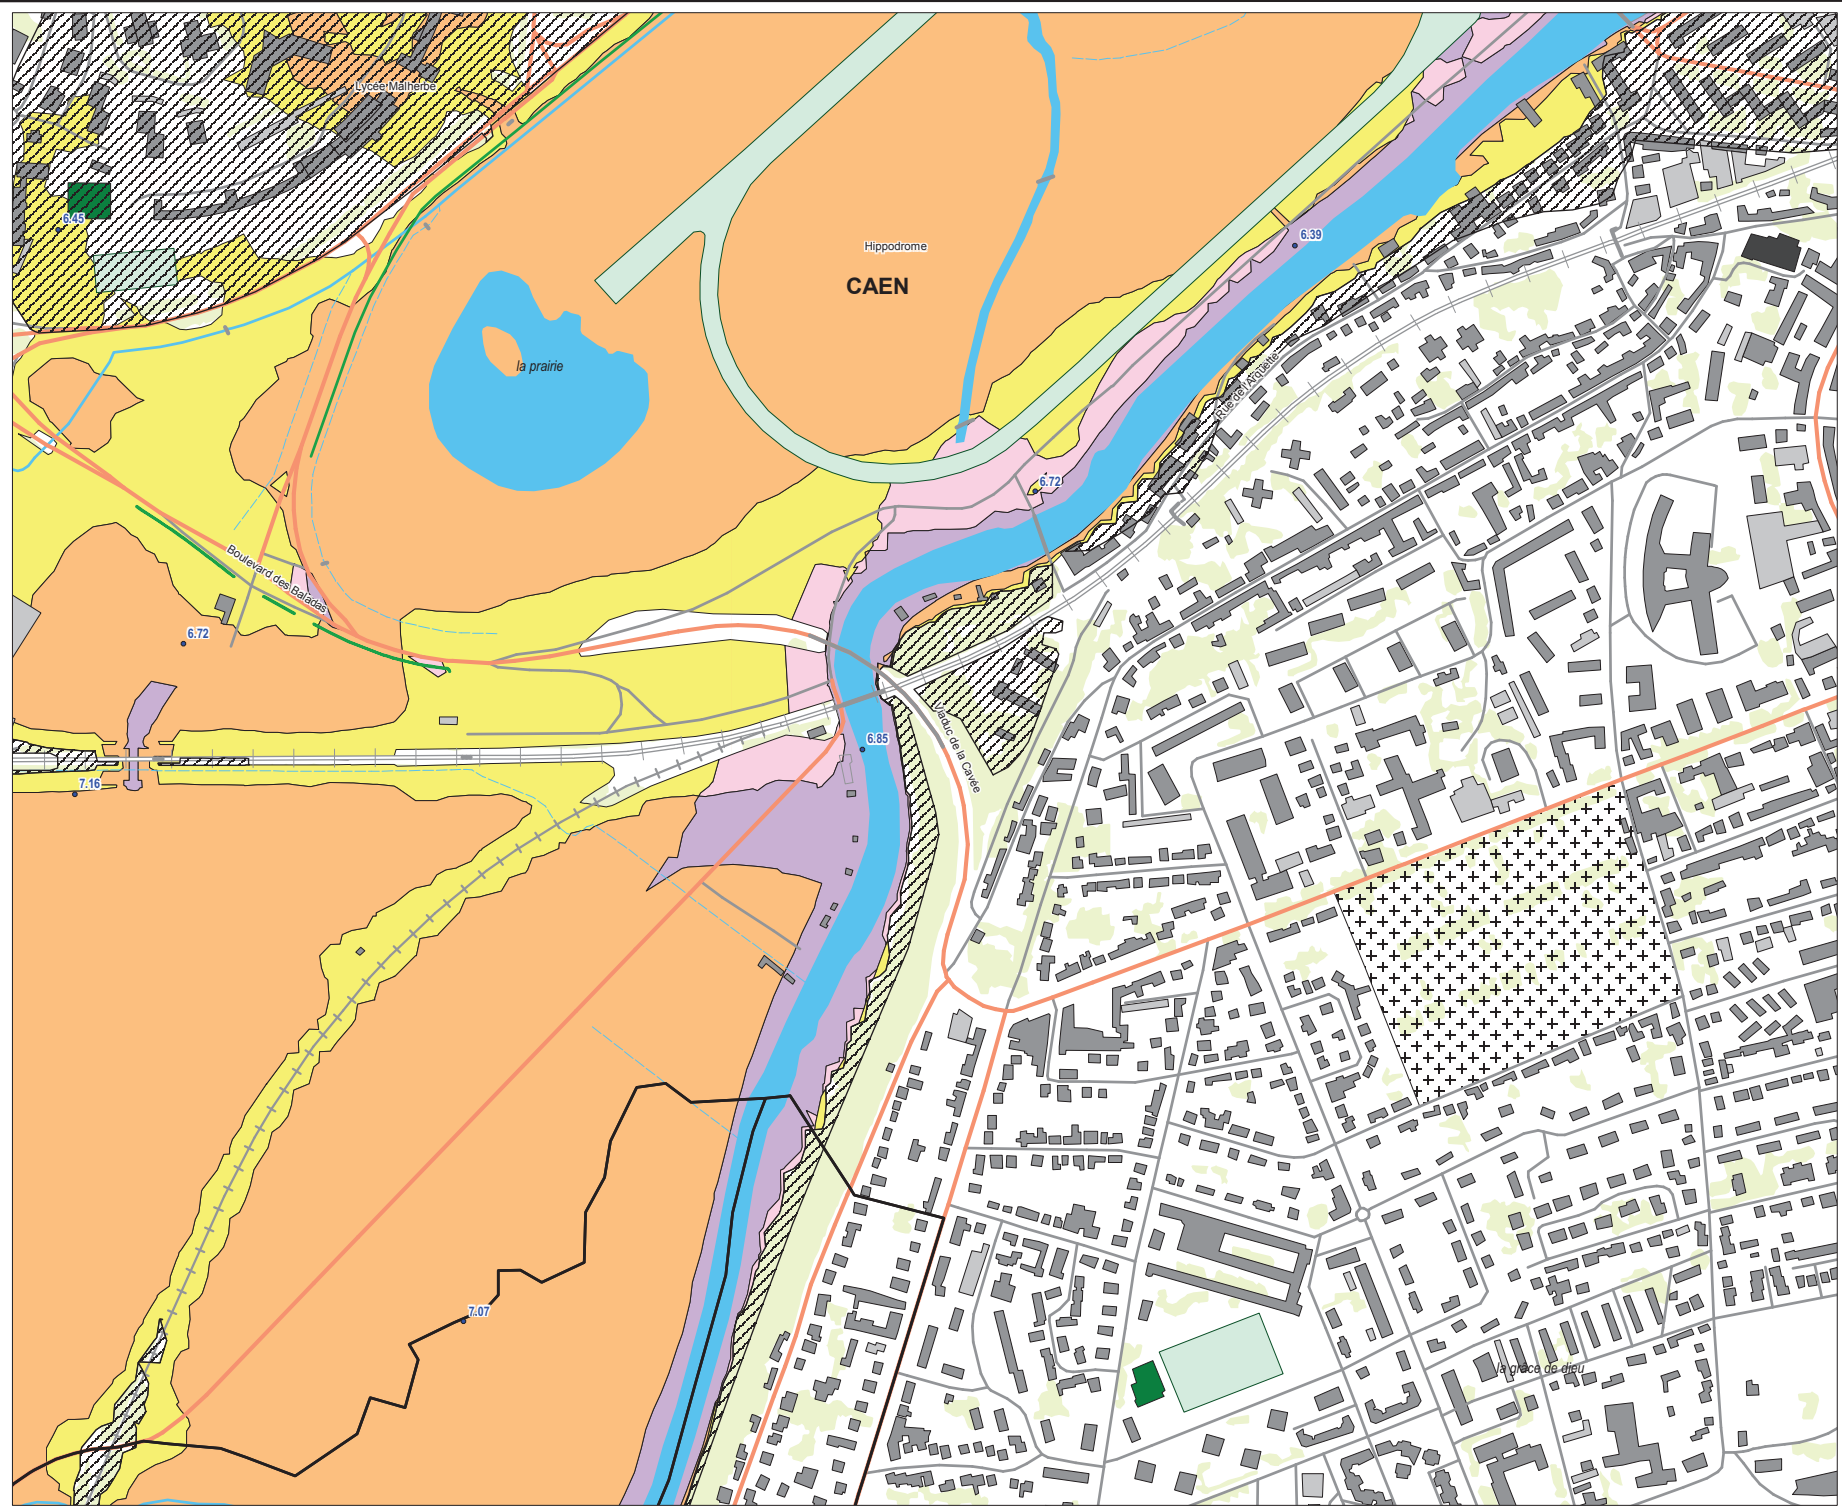 Lycée Malherbe
6.45
6.39
Hippodrome
CAEN
la prairie
Rue de l'Arquette
6.72
Boulevard des Baladas
6.72
Viaduc de la Cavée
6.85
7.16
7.07
la grâce de dieu